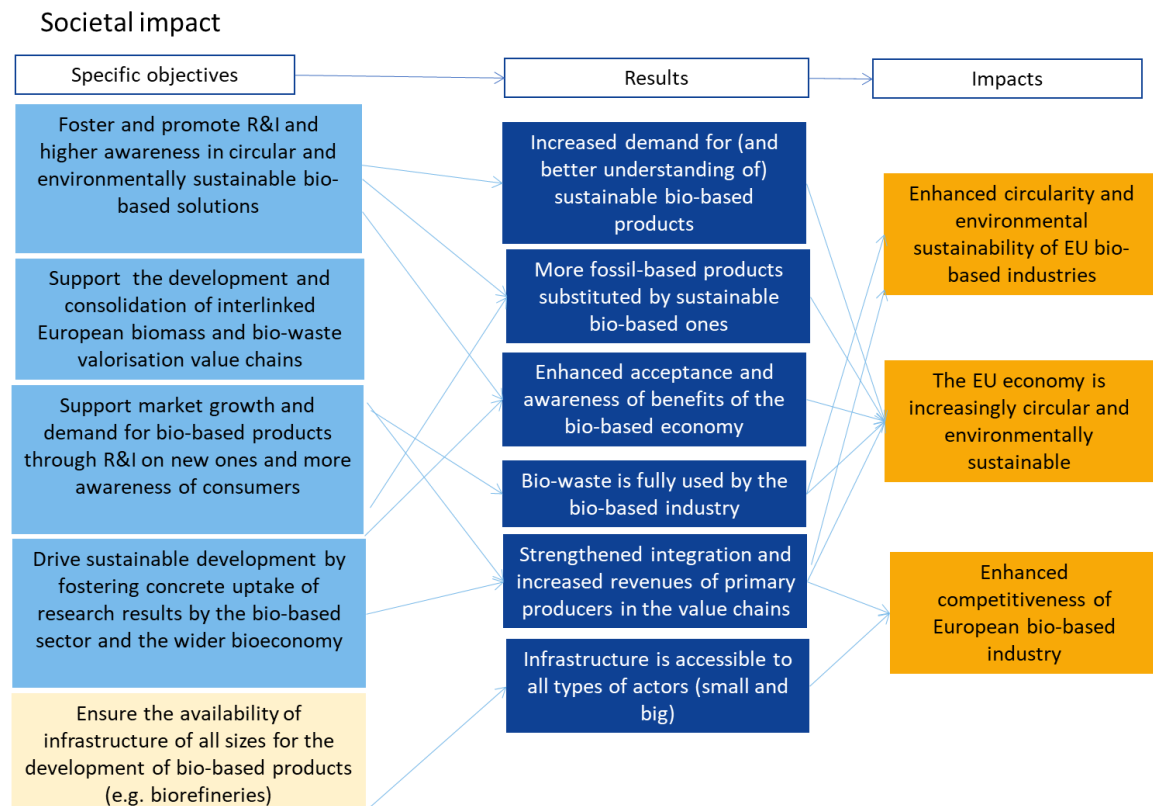 Societal impact
Specific objectives
Results
Impacts
Foster and promote R&I and
higher awareness in circular and
environmentally sustainable bio-
based solutions
Support  the development and
consolidation of interlinked
European biomass and bio-waste
valorisation value chains
Support market growth and
demand for bio-based products
through R&I on new ones and more
awareness of consumers
Drive sustainable development by
fostering concrete uptake of
research results by the bio-based
sector and the wider bioeconomy
Ensure the availability of
infrastructure of all sizes for the
development of bio-based products
(e.g. biorefineries)
Increased demand for (and
better understanding of)
sustainable bio-based
products
More fossil-based products
substituted by sustainable
bio-based ones
Enhanced acceptance and
awareness of benefits of the
bio-based economy
Bio-waste is fully used by the
bio-based industry
Strengthened integration and
increased revenues of primary
producers in the value chains
Infrastructure is accessible to
all types of actors (small and
big)
Enhanced circularity and
environmental
sustainability of EU bio-
based industries
The EU economy is
increasingly circular and
environmentally
sustainable
Enhanced
competitiveness of
European bio-based
industry